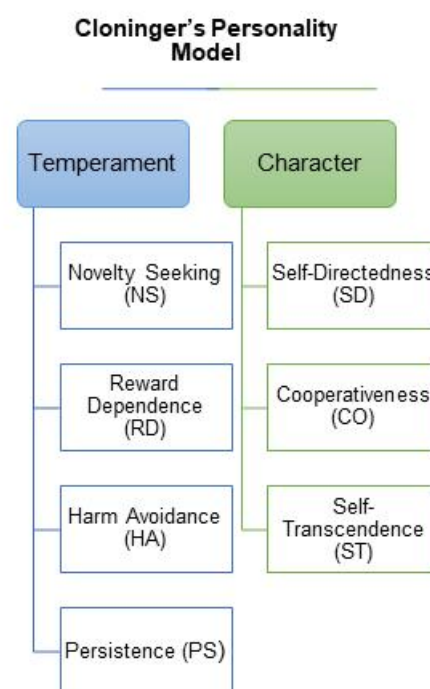 Cloninger’s Personality
Model
Temperament
Character
Novelty Seeking
(NS)
Self-Directedness
(SD)
Reward
Dependence
(RD)
Cooperativeness
(CO)
Harm Avoidance
(HA)
Self-
Transcendence
(ST)
Persistence (PS)